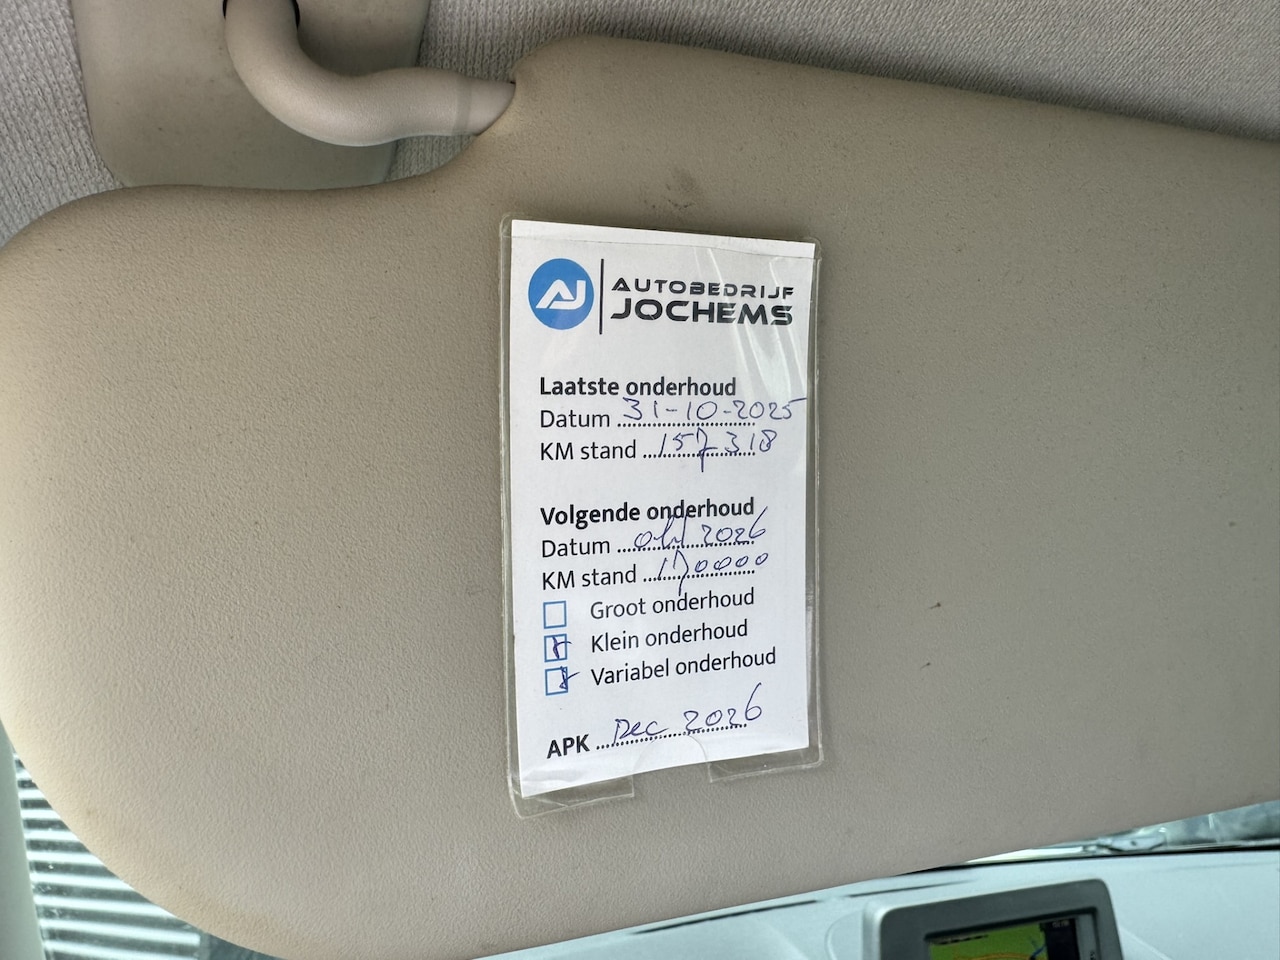 AJ
AUTOBEDRIJF
JOCHEMS
Laatste onderhoud
Datum 31-10-2025
KM stand 157318
Volgende onderhoud
Datum okt 2026
KM stand 170000
Groot onderhoud
Klein onderhoud
Variabel onderhoud
APK Dec 2026